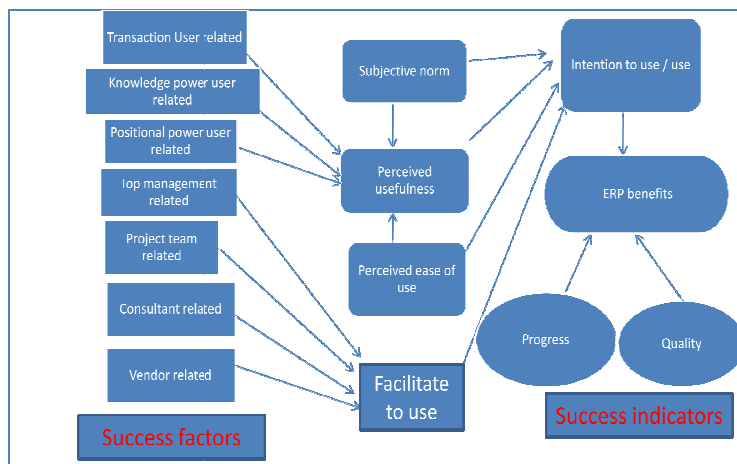 Transaction User related
Knowledge power user
related
Positional power user
related
Top management
related
Project team
related
Consultant related
Vendor related
Success factors
Subjective norm
Perceived
usefulness
Perceived ease of
use
Facilitate
to use
Intention to use / use
ERP benefits
Progress
Quality
Success indicators